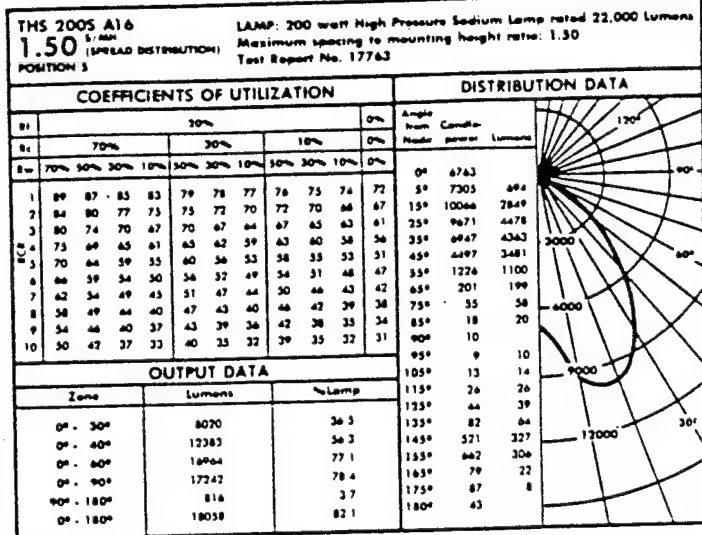 THS 200S A16
1.50 S/MH (SPREAD DISTRIBUTION)
POSITION 5
LAMP: 200 watt High Pressure Sodium Lamp rated 22,000 Lumens
Maximum spacing to mounting height ratio: 1.50
Test Report No. 17763
COEFFICIENTS OF UTILIZATION
20% 0%
70% 30% 10% 0%
70% 50% 30% 10% 50% 30% 10% 50% 30% 10% 0%
RCR
1 89 87 85 83 79 78 77 76 75 74 72
2 84 80 77 75 75 72 70 72 70 68 67
3 80 74 70 67 70 67 64 67 65 63 61
4 75 69 65 61 65 62 59 63 60 58 56
5 70 64 59 55 60 56 53 58 55 53 51
6 66 59 54 50 56 52 49 54 51 48 47
7 62 54 49 45 51 47 44 50 46 43 42
8 58 49 44 40 47 43 40 46 42 39 38
9 54 46 40 37 43 39 36 42 38 35 34
10 50 42 37 33 40 35 32 39 35 32 31
OUTPUT DATA
Zone Lumens %Lamp
0° - 30° 8020 36.5
0° - 40° 12383 56.3
0° - 60° 16964 77.1
0° - 90° 17242 78.4
90° - 180° 816 3.7
0° - 180° 18058 82.1
DISTRIBUTION DATA
Angle from Nadir Candle-power Lumens
0° 6763
5° 7305 694
15° 10066 2849
25° 9671 4478
35° 6947 4363
45° 4497 3481
55° 1226 1100
65° 201 199
75° 55 58
85° 18 20
90° 10
95° 9 10
105° 13 14
115° 26 26
125° 44 39
135° 82 64
145° 521 327
155° 662 306
165° 79 22
175° 87 8
180° 43
120°
90°
60°
30°
3000
6000
9000
12000